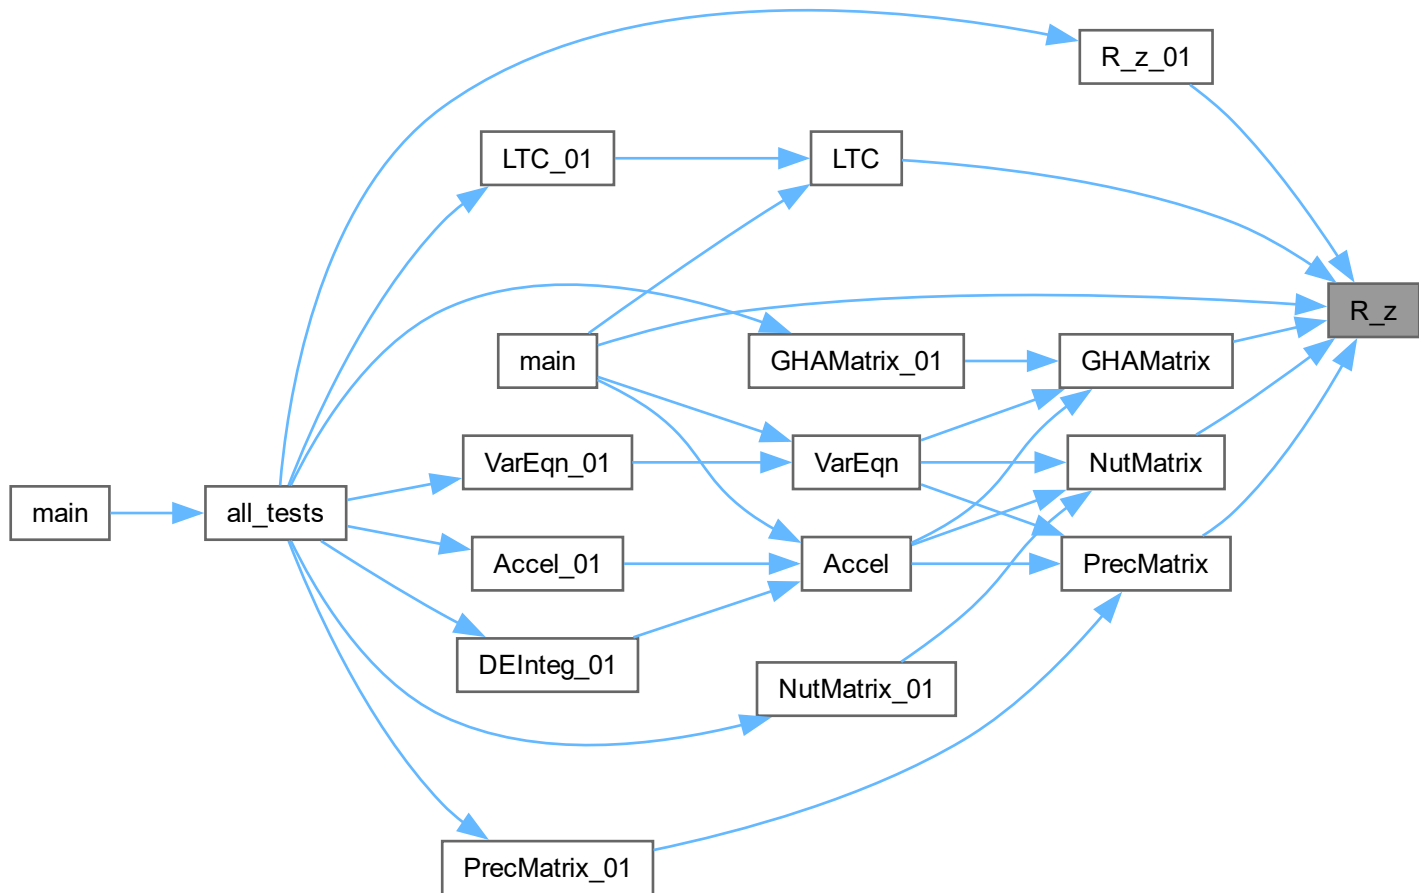 R_z_01
LTC_01
LTC
R_z
main
GHAMatrix_01
GHAMatrix
VarEqn_01
VarEqn
NutMatrix
main
all_tests
Accel_01
Accel
PrecMatrix
DEInteg_01
NutMatrix_01
PrecMatrix_01